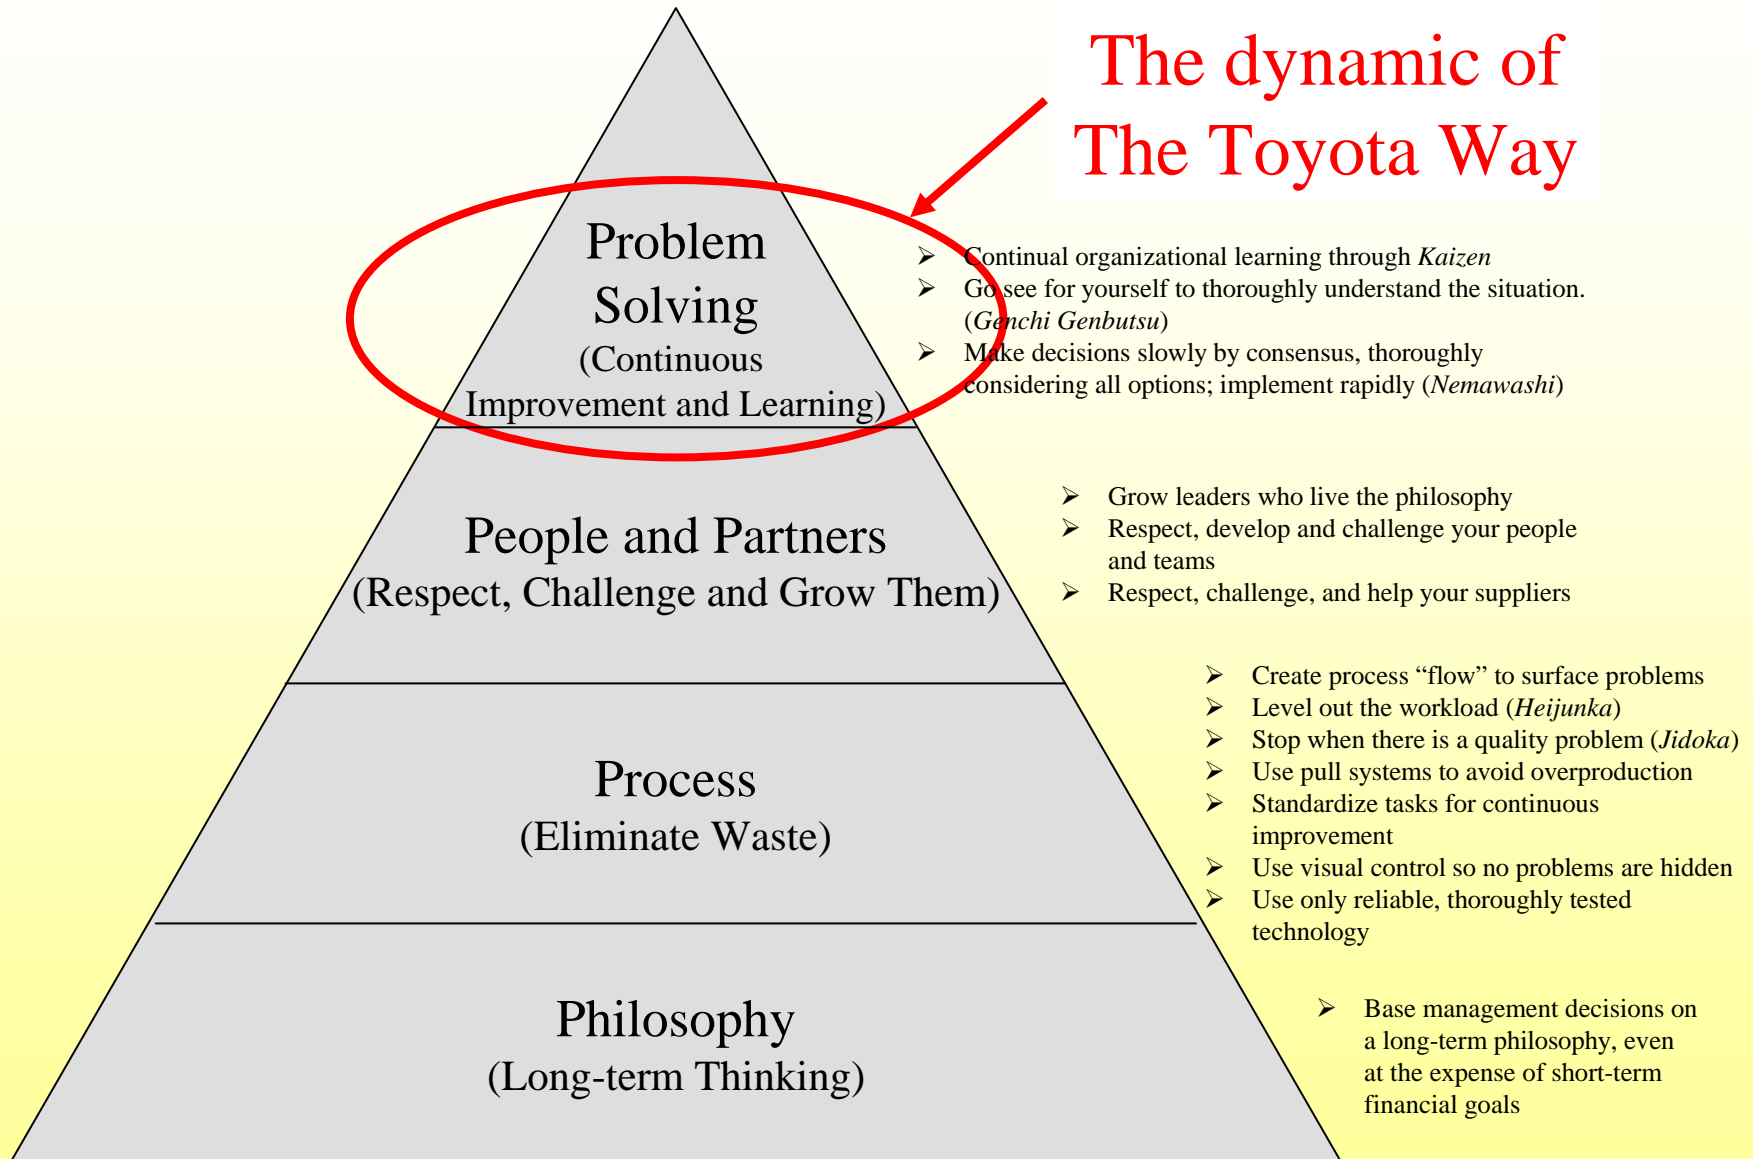 The dynamic of
The Toyota Way
Problem
Solving
(Continuous
Improvement and Learning)
➢ Continual organizational learning through Kaizen
➢ Go see for yourself to thoroughly understand the situation.
(Genchi Genbutsu)
➢ Make decisions slowly by consensus, thoroughly
considering all options; implement rapidly (Nemawashi)
People and Partners
(Respect, Challenge and Grow Them)
➢ Grow leaders who live the philosophy
➢ Respect, develop and challenge your people
and teams
➢ Respect, challenge, and help your suppliers
Process
(Eliminate Waste)
➢ Create process “flow” to surface problems
➢ Level out the workload (Heijunka)
➢ Stop when there is a quality problem (Jidoka)
➢ Use pull systems to avoid overproduction
➢ Standardize tasks for continuous
improvement
➢ Use visual control so no problems are hidden
➢ Use only reliable, thoroughly tested
technology
Philosophy
(Long-term Thinking)
➢ Base management decisions on
a long-term philosophy, even
at the expense of short-term
financial goals